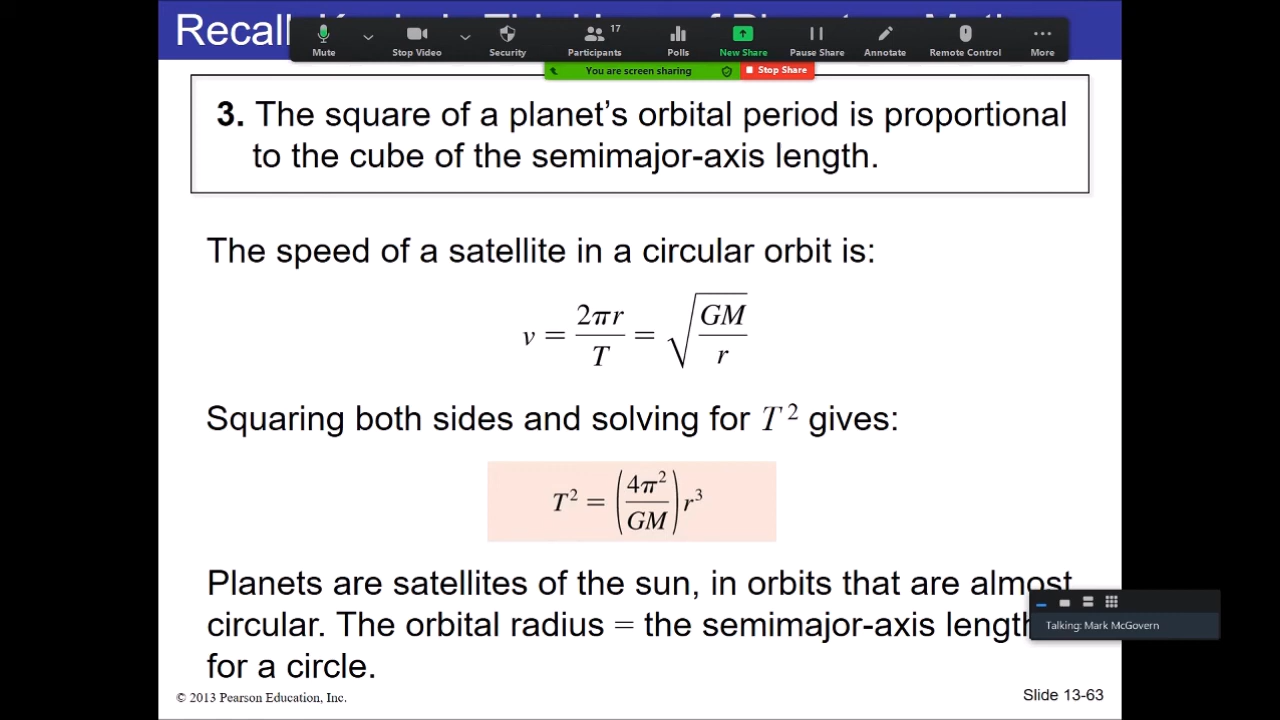 Recall
Mute
Stop Video
Security
Participants
17
Polls
New Share
Pause Share
Annotate
Remote Control
More
You are screen sharing
Stop Share
3. The square of a planet's orbital period is proportional
to the cube of the semimajor-axis length.
The speed of a satellite in a circular orbit is:
v = 2πr/T = √(GM/r)
Squaring both sides and solving for T² gives:
T² = (4π²/GM) r³
Planets are satellites of the sun, in orbits that are almost
circular. The orbital radius = the semimajor-axis length
for a circle.
Talking: Mark McGovern
© 2013 Pearson Education, Inc.
Slide 13-63